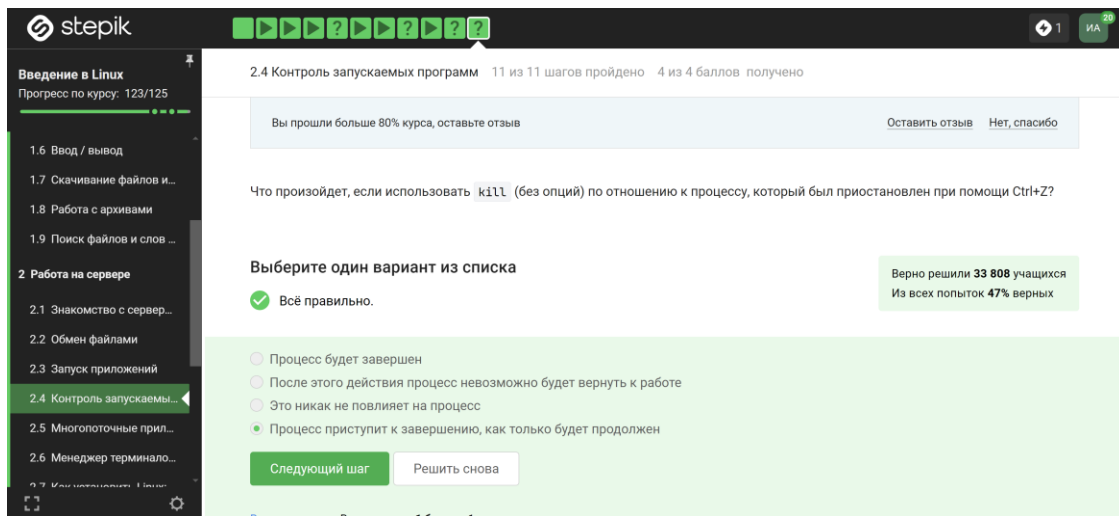 stepik
1
ИА
20
Введение в Linux
Прогресс по курсу: 123/125
1.6 Ввод / вывод
1.7 Скачивание файлов и...
1.8 Работа с архивами
1.9 Поиск файлов и слов ...
2 Работа на сервере
2.1 Знакомство с сервер...
2.2 Обмен файлами
2.3 Запуск приложений
2.4 Контроль запускаемы...
2.5 Многопоточные прил...
2.6 Менеджер терминало...
2.4 Контроль запускаемых программ 11 из 11 шагов пройдено 4 из 4 баллов получено
Вы прошли больше 80% курса, оставьте отзыв Оставить отзыв Нет, спасибо
Что произойдет, если использовать kill (без опций) по отношению к процессу, который был приостановлен при помощи Ctrl+Z?
Выберите один вариант из списка
Всё правильно.
Верно решили 33 808 учащихся
Из всех попыток 47% верных
Процесс будет завершен
После этого действия процесс невозможно будет вернуть к работе
Это никак не повлияет на процесс
Процесс приступит к завершению, как только будет продолжен
Следующий шаг Решить снова